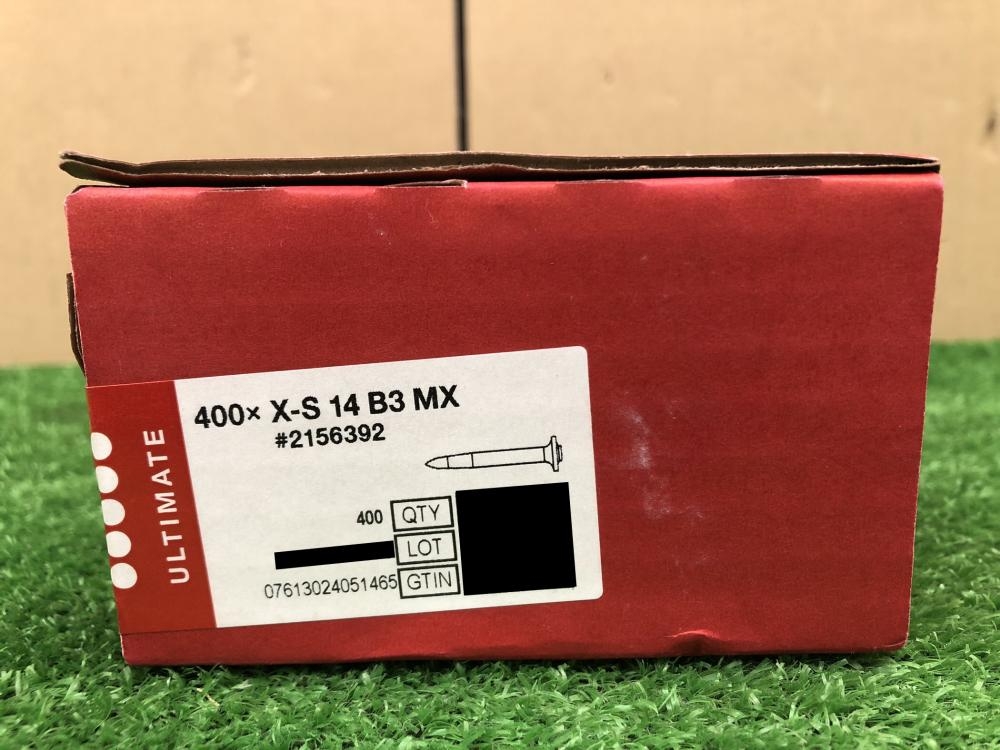 ULTIMATE
400× X-S 14 B3 MX
#2156392
400 QTY
LOT
07613024051465 GTIN